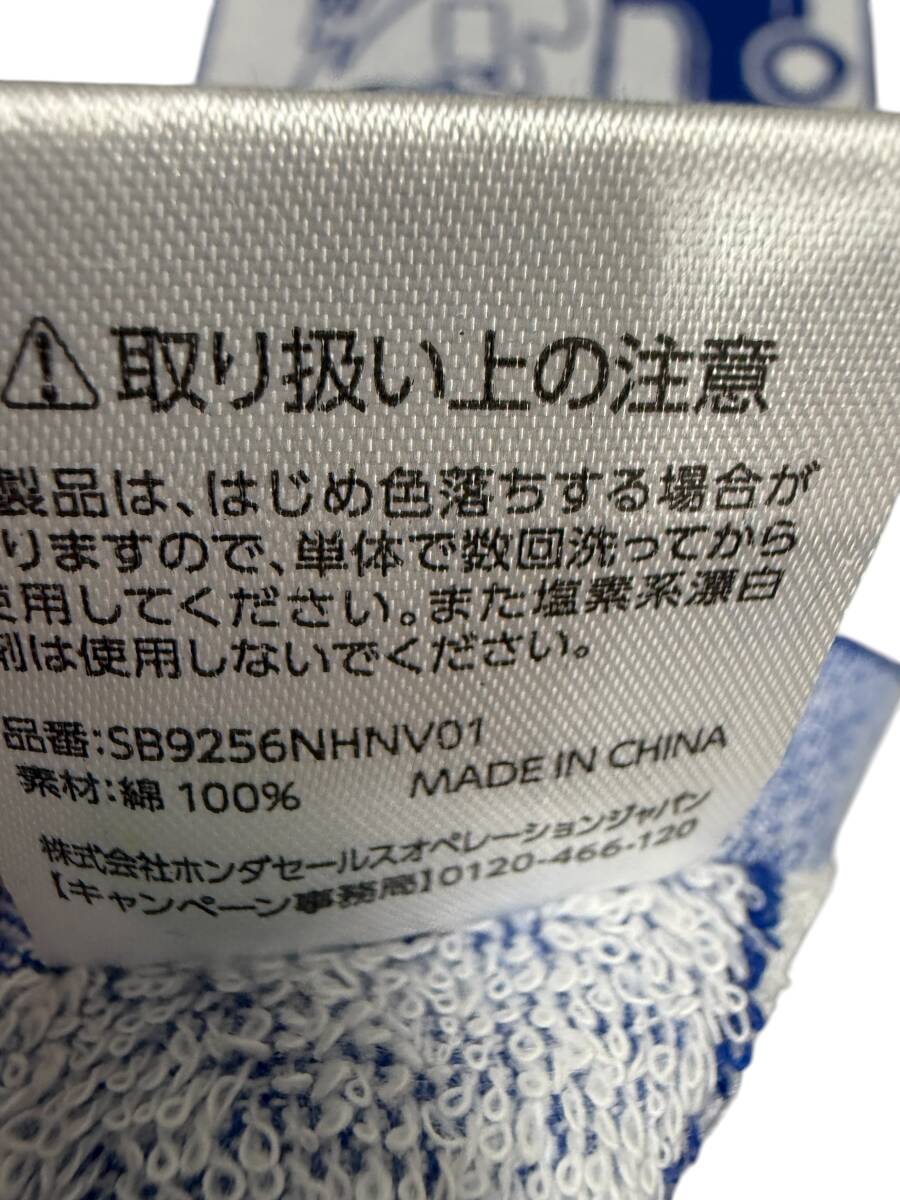 取り扱い上の注意
製品は、はじめ色落ちする場合が
りますので、単体で数回洗ってから
使用してください。また塩素系漂白
剤は使用しないでください。
品番:SB9256NHNV01
素材:綿 100%
MADE IN CHINA
株式会社ホンダセールスオペレーションジャパン
【キャンペーン事務局】0120-466-120